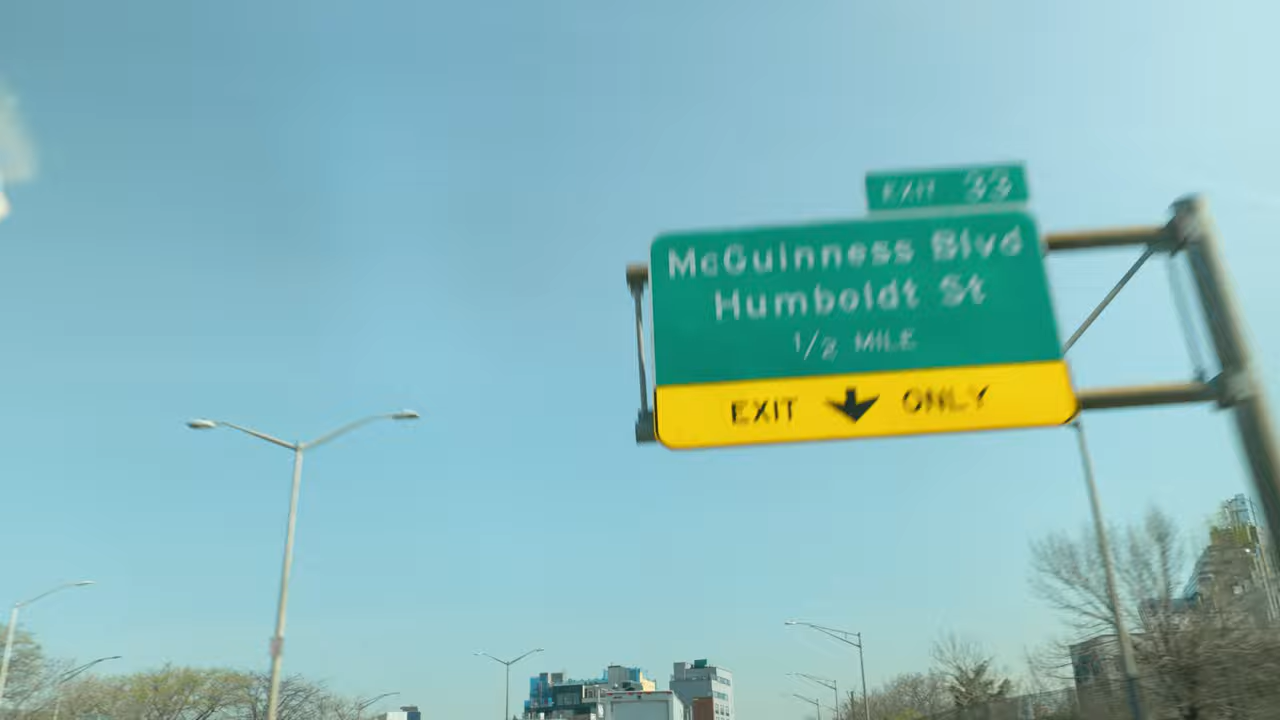 EXIT 33
McGuinness Blvd
Humboldt St
1/2 MILE
EXIT ONLY